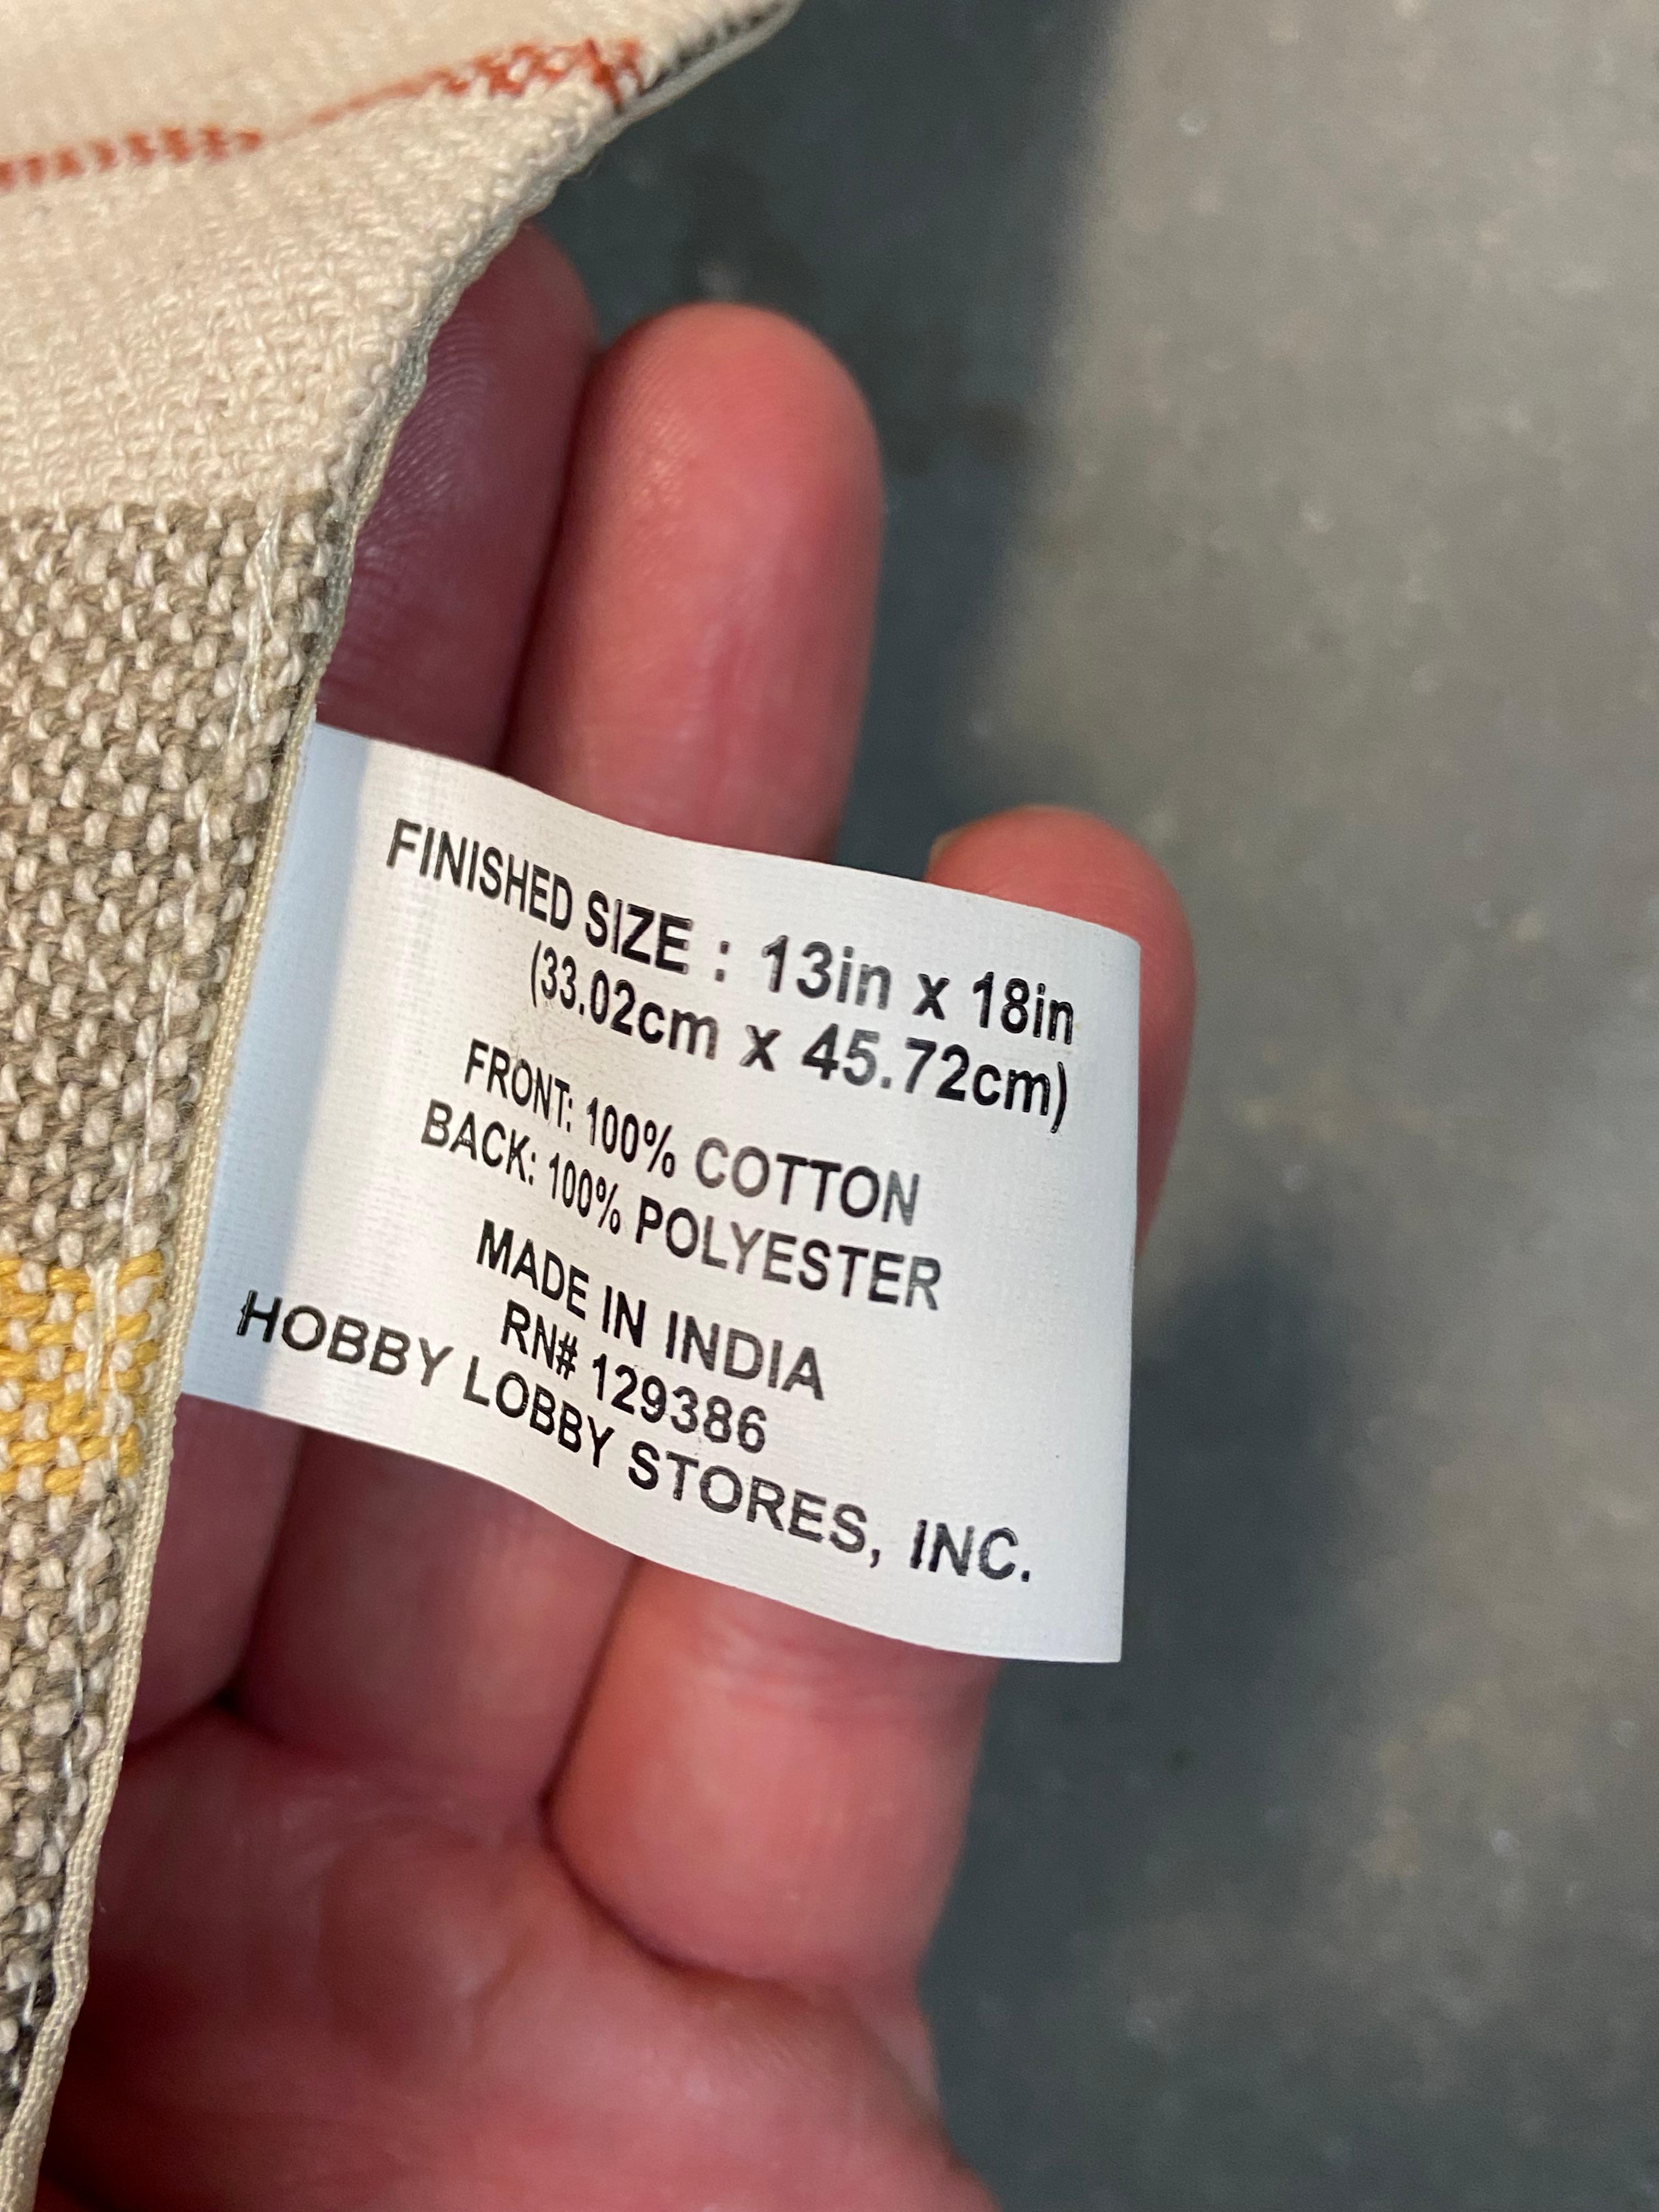 FINISHED SIZE : 13in x 18in
(33.02cm x 45.72cm)
FRONT: 100% COTTON
BACK: 100% POLYESTER
MADE IN INDIA
RN# 129386
HOBBY LOBBY STORES, INC.